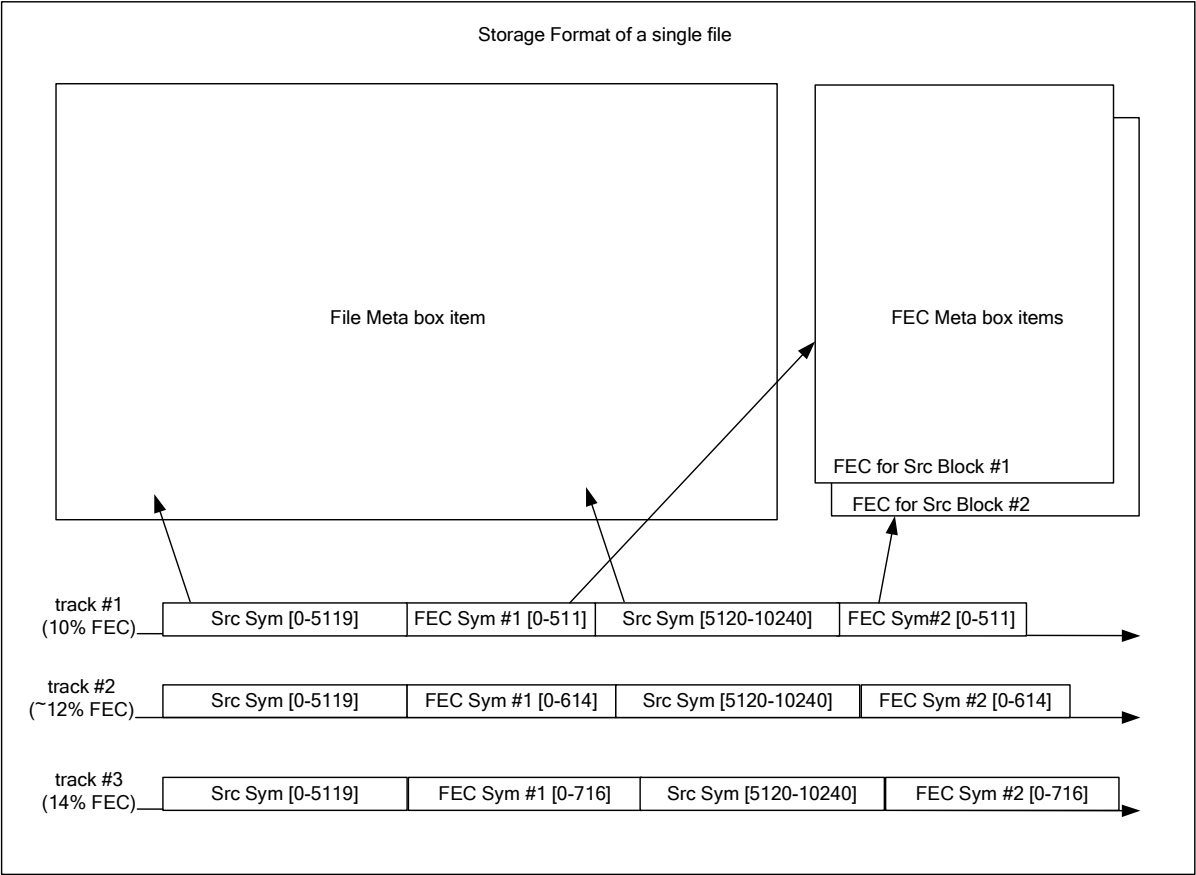 Storage Format of a single file
File Meta box item
FEC Meta box items
FEC for Src Block #1
FEC for Src Block #2
track #1
(10% FEC)
Src Sym [0-5119]
FEC Sym #1 [0-511]
Src Sym [5120-10240]
FEC Sym#2 [0-511]
track #2
(~12% FEC)
Src Sym [0-5119]
FEC Sym #1 [0-614]
Src Sym [5120-10240]
FEC Sym #2 [0-614]
track #3
(14% FEC)
Src Sym [0-5119]
FEC Sym #1 [0-716]
Src Sym [5120-10240]
FEC Sym #2 [0-716]